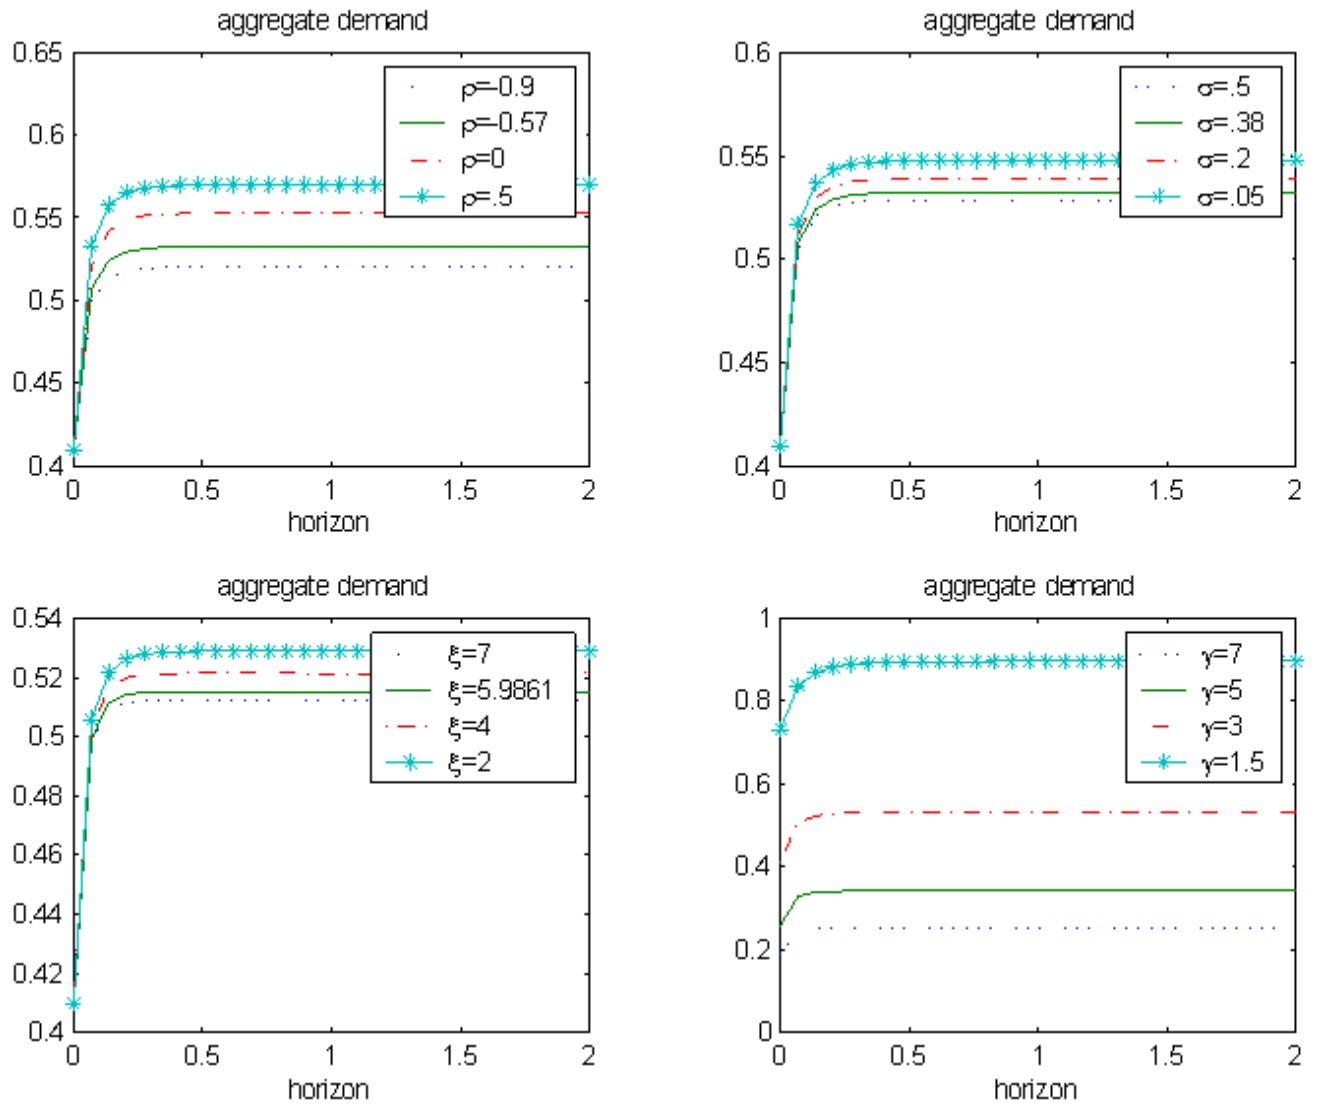 aggregate demand
0.65
0.6
0.55
0.5
0.45
0.4
0 0.5 1 1.5 2
horizon
ρ=-0.9
ρ=-0.57
ρ=0
ρ=.5
aggregate demand
0.6
0.55
0.5
0.45
0.4
0 0.5 1 1.5 2
horizon
σ=.5
σ=.38
σ=.2
σ=.05
aggregate demand
0.54
0.52
0.5
0.48
0.46
0.44
0.42
0.4
0 0.5 1 1.5 2
horizon
ξ=7
ξ=5.9861
ξ=4
ξ=2
aggregate demand
1
0.8
0.6
0.4
0.2
0
0 0.5 1 1.5 2
horizon
γ=7
γ=5
γ=3
γ=1.5